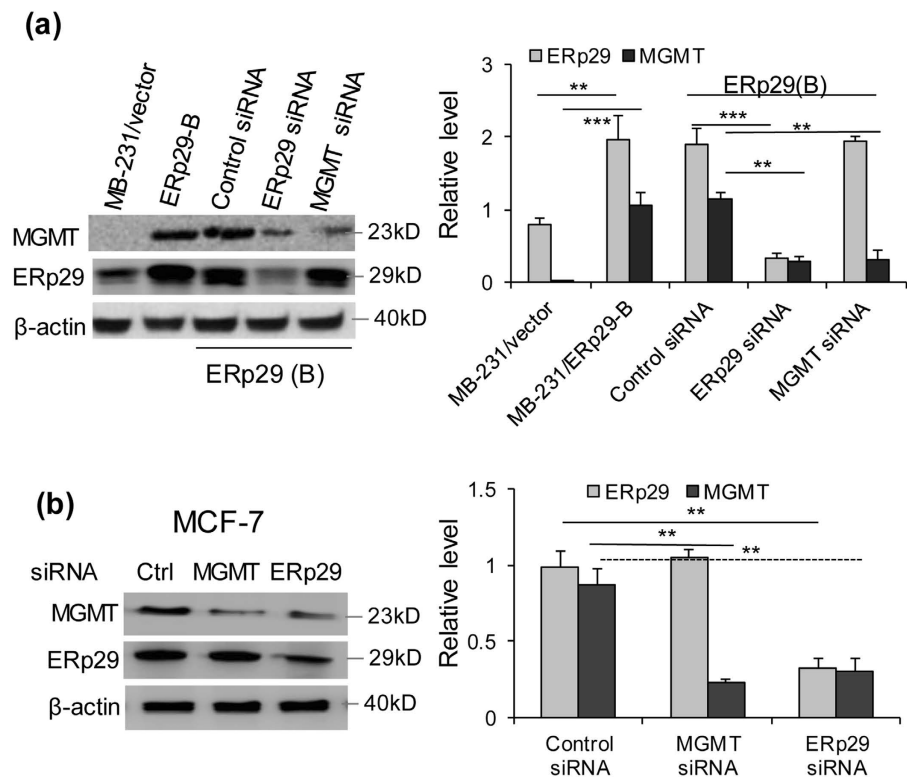 (a)
MB-231/vector
ERp29-B
Control siRNA
ERp29 siRNA
MGMT siRNA
MGMT
23kD
ERp29
29kD
β-actin
40kD
ERp29 (B)
ERp29 MGMT
ERp29(B)
Relative level
3
2
1
0
** *** *** ** **
MB-231/vector
MB-231/ERp29-B
Control siRNA
ERp29 siRNA
MGMT siRNA
(b)
MCF-7
siRNA Ctrl MGMT ERp29
MGMT
23kD
ERp29
29kD
β-actin
40kD
ERp29 MGMT
Relative level
1.5
1
0.5
0
**
**
**
Control siRNA
MGMT siRNA
ERp29 siRNA